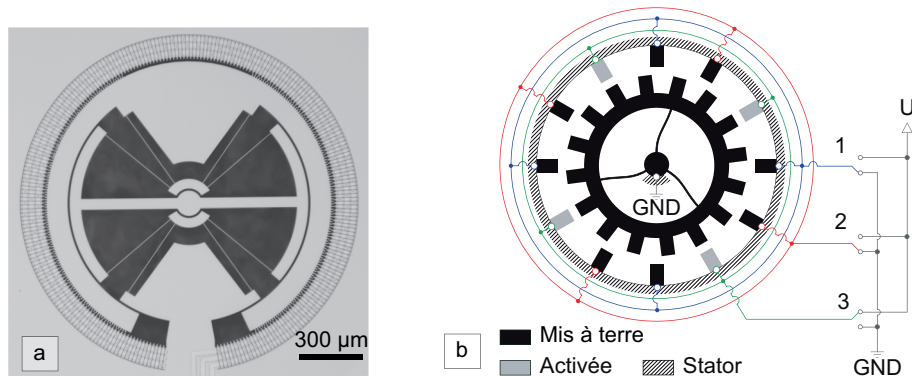 a
300 µm
U
1
2
3
GND
GND
b
Mis à terre
Activée
Stator